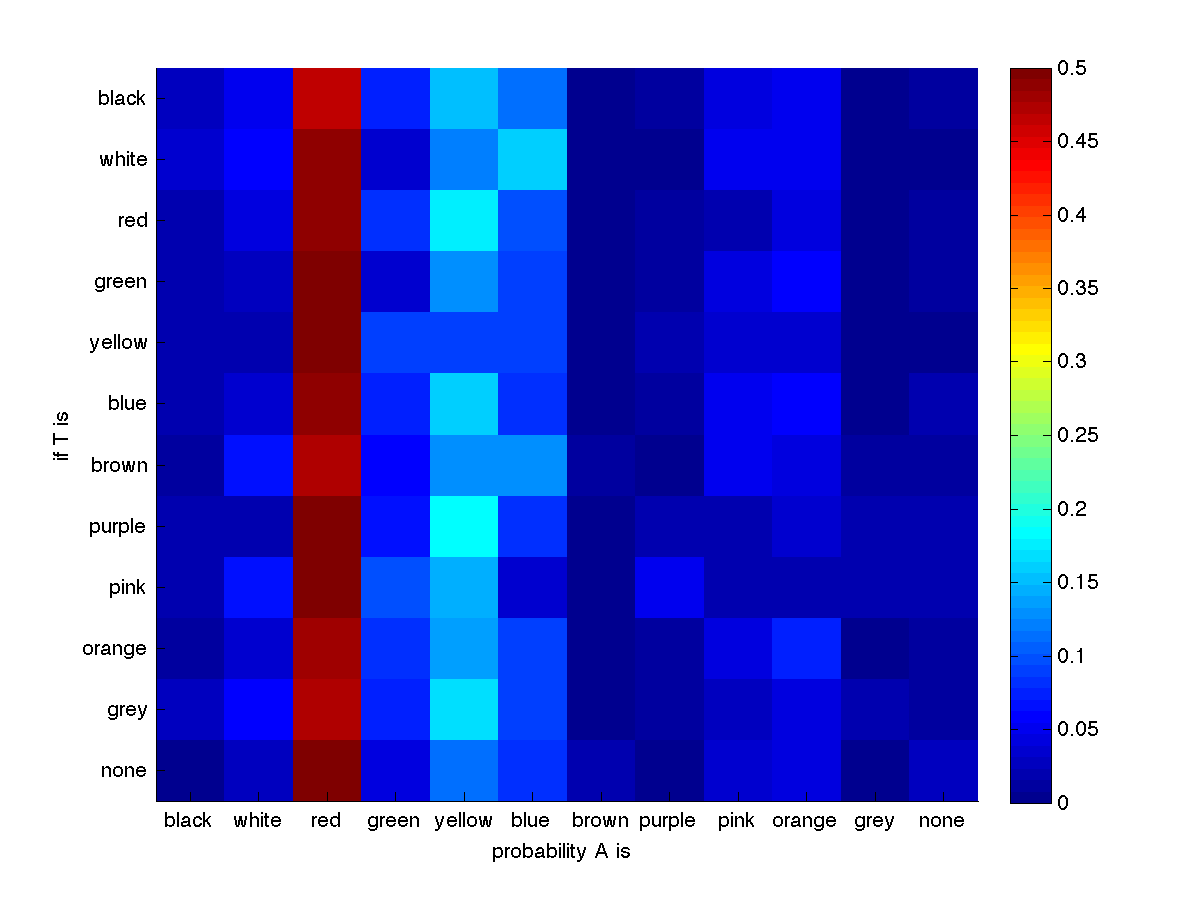 black
white
red
green
yellow
blue
brown
purple
pink
orange
grey
none
if T is
black white red green yellow blue brown purple pink orange grey none
probability A is
0.5
0.45
0.4
0.35
0.3
0.25
0.2
0.15
0.1
0.05
0